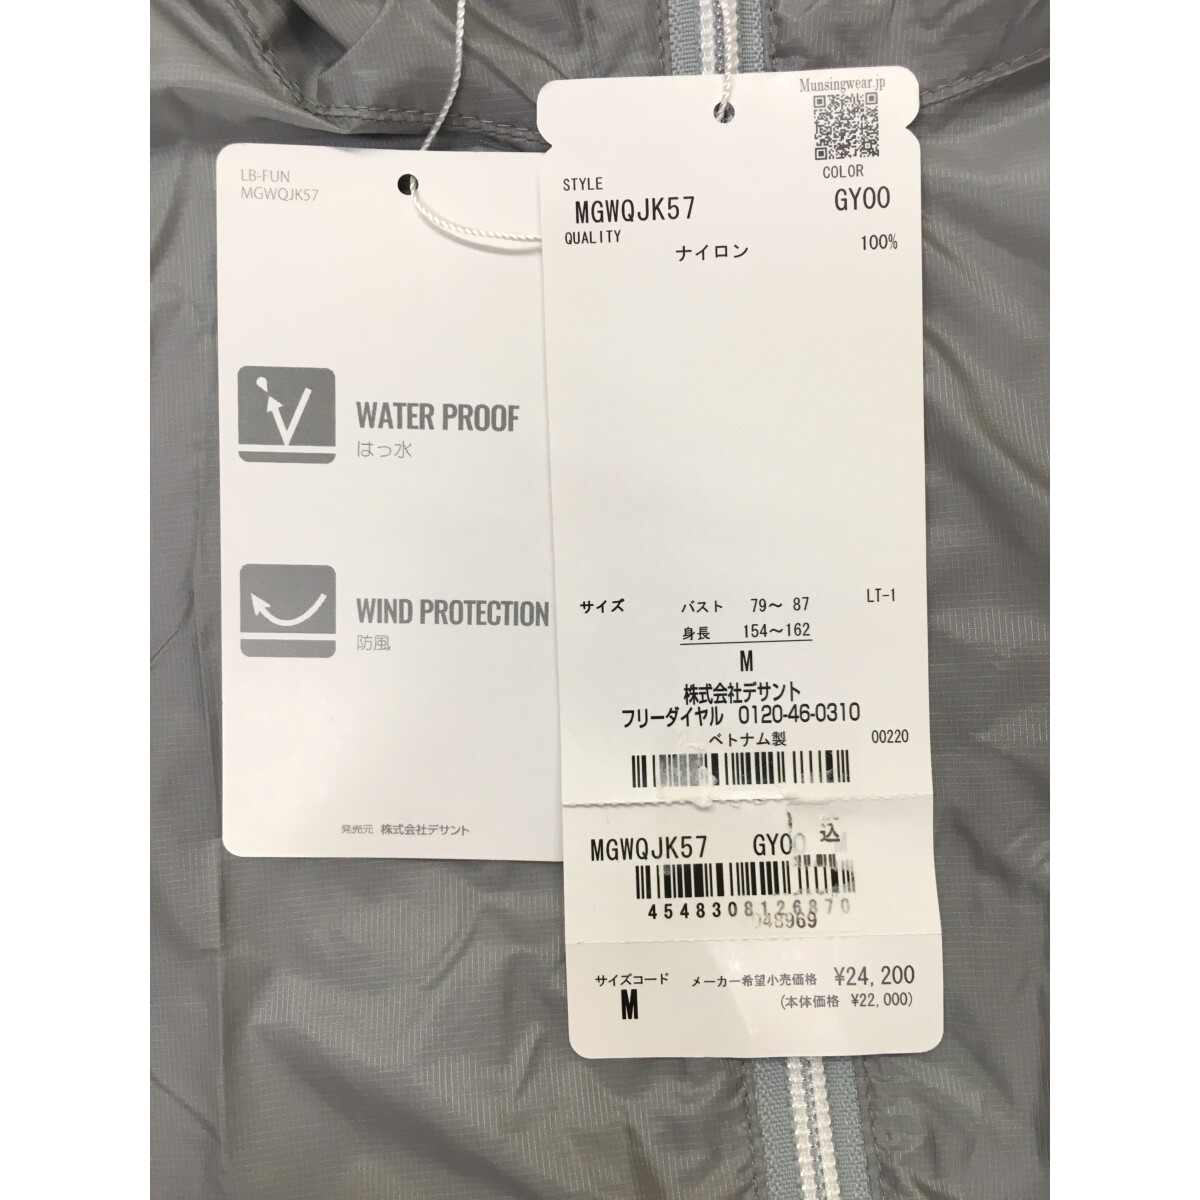 LB-FUN
MGWQJK57
WATER PROOF
はっ水
WIND PROTECTION
防風
発売元 株式会社デサント
Munsingwear.jp
STYLE
MGWQJK57
COLOR
GY00
QUALITY
ナイロン 100%
サイズ バスト 79～ 87 LT-1
身長 154～162
M
株式会社デサント
フリーダイヤル 0120-46-0310
ベトナム製 00220
込
MGWQJK57 GY00 M
4548308126870
048969
サイズコード メーカー希望小売価格 ¥24,200
M (本体価格 ¥22,000)